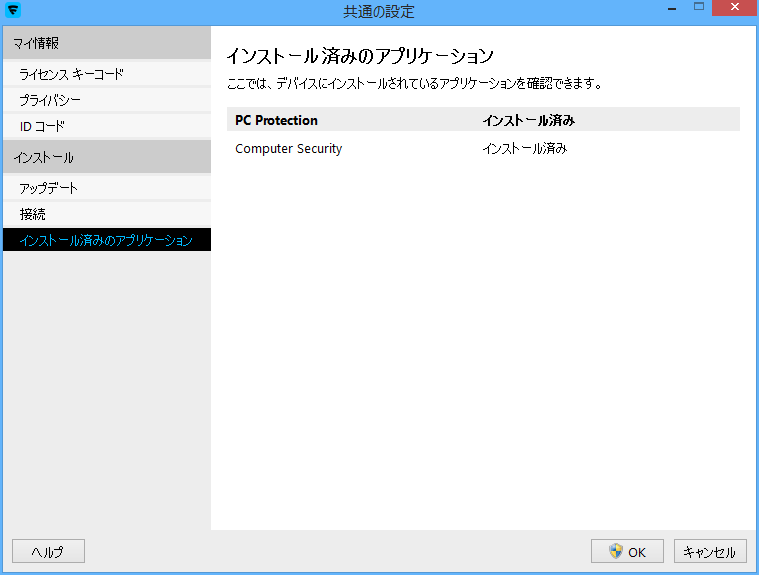 共通の設定
マイ情報
ライセンス キーコード
プライバシー
ID コード
インストール
アップデート
接続
インストール済みのアプリケーション
インストール済みのアプリケーション
ここでは、デバイスにインストールされているアプリケーションを確認できます。
PC Protection インストール済み
Computer Security インストール済み
ヘルプ OK キャンセル